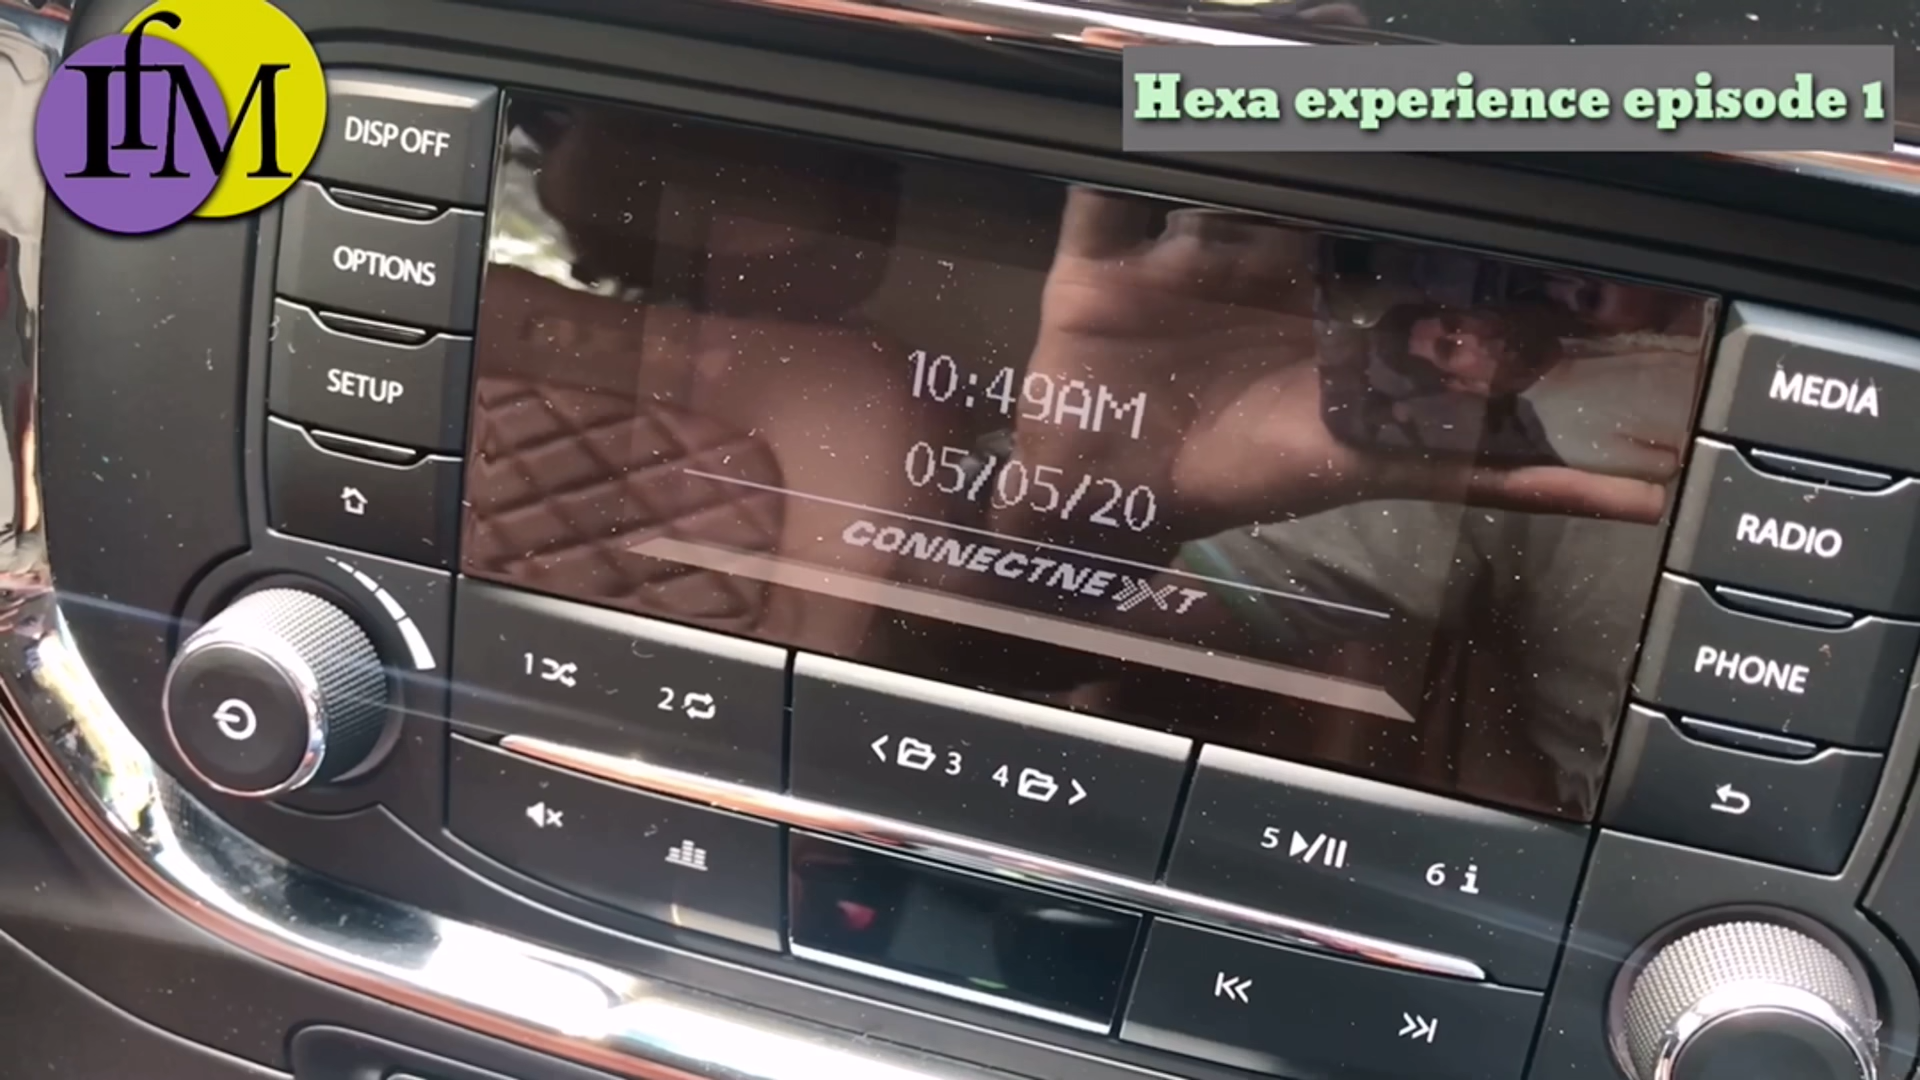 IfM
Hexa experience episode 1
DISP OFF
OPTIONS
SETUP
10:49AM
05/05/20
CONNECTNEXT
MEDIA
RADIO
PHONE
1
2
3
4
5
6 i